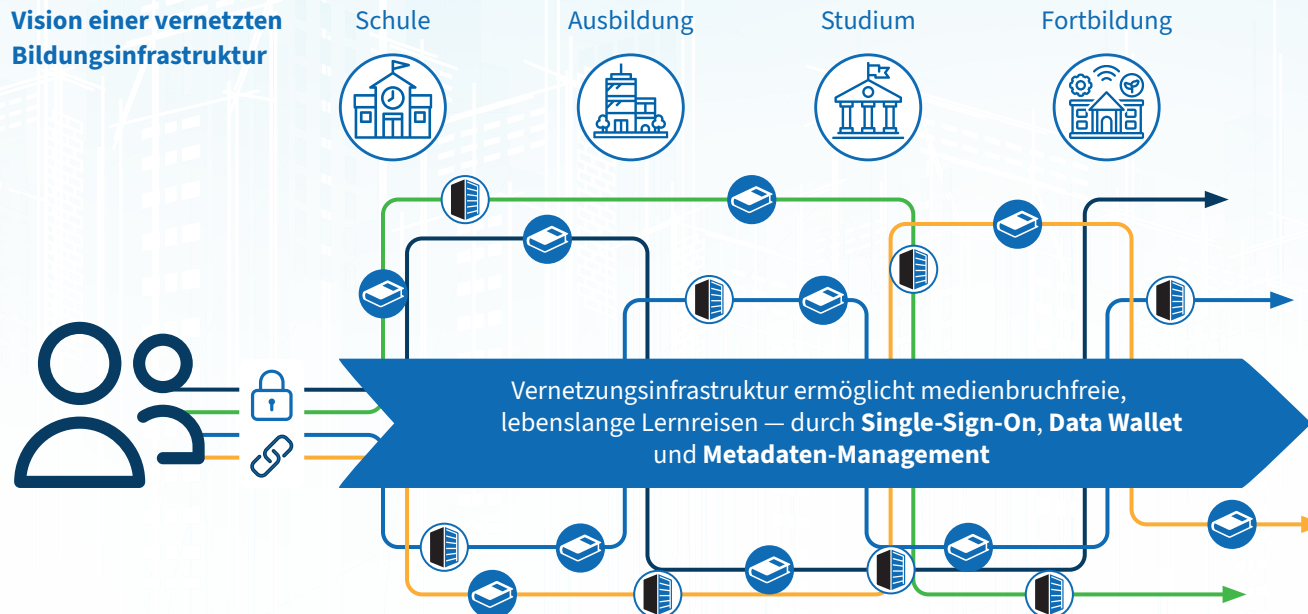 Vision einer vernetzten
Bildungsinfrastruktur
Schule
Ausbildung
Studium
Fortbildung
Vernetzungsinfrastruktur ermöglicht medienbruchfreie,
lebenslange Lernreisen — durch Single-Sign-On, Data Wallet
und Metadaten-Management